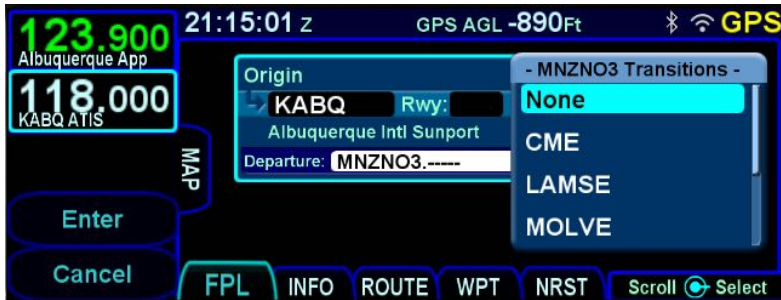 123.900
Albuquerque App
118.000
KABQ ATIS
21:15:01 Z
GPS AGL -890Ft
GPS
MAP
Origin
KABQ Rwy:
Albuquerque Intl Sunport
Departure: MNZNO3.-----
- MNZNO3 Transitions -
None
CME
LAMSE
MOLVE
Enter
Cancel
FPL INFO ROUTE WPT NRST Scroll Select